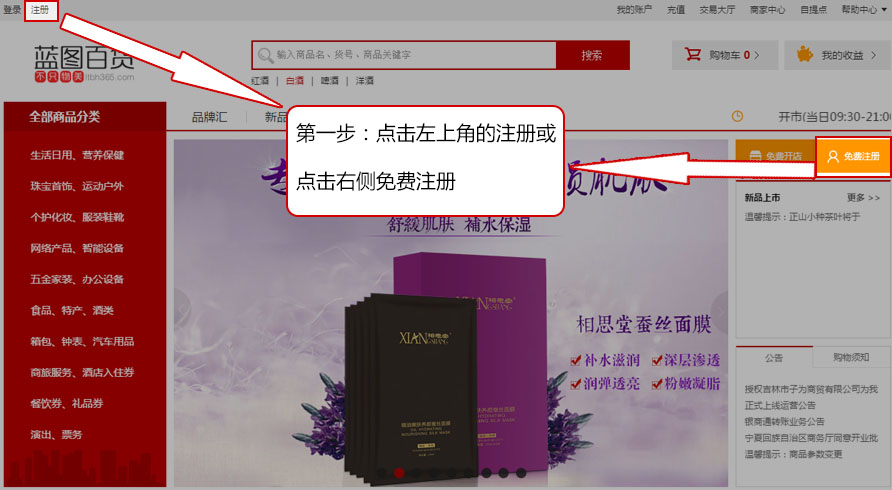 登录 注册
我的账户 充值 交易大厅 商家中心 自提点 帮助中心
蓝图百货
不只物美 ltbh365.com
输入商品名、货号、商品关键字
搜索
购物车 0 >
我的收益 >
红酒 | 白酒 | 啤酒 | 洋酒
全部商品分类
品牌汇
新品
开市(当日09:30-21:0
第一步：点击左上角的注册或
点击右侧免费注册
免费开店
免费注册
生活日用、营养保健
珠宝首饰、运动户外
个护化妆、服装鞋靴
网络产品、智能设备
五金家装、办公设备
食品、特产、酒类
箱包、钟表、汽车用品
商旅服务、酒店入住券
餐饮券、礼品券
演出、票务
舒缓肌肤 補水保湿
XIAN
相思堂蚕丝面膜
补水滋润 深层渗透
润弹透亮 粉嫩凝脂
新品上市 更多 >>
温馨提示：正山小种茶叶将于
公告 购物须知
授权吉林市子为商贸有限公司为我
正式上线运营公告
银商通转账业务公告
宁夏回族自治区商务厅同意开业批
温馨提示：商品参数变更